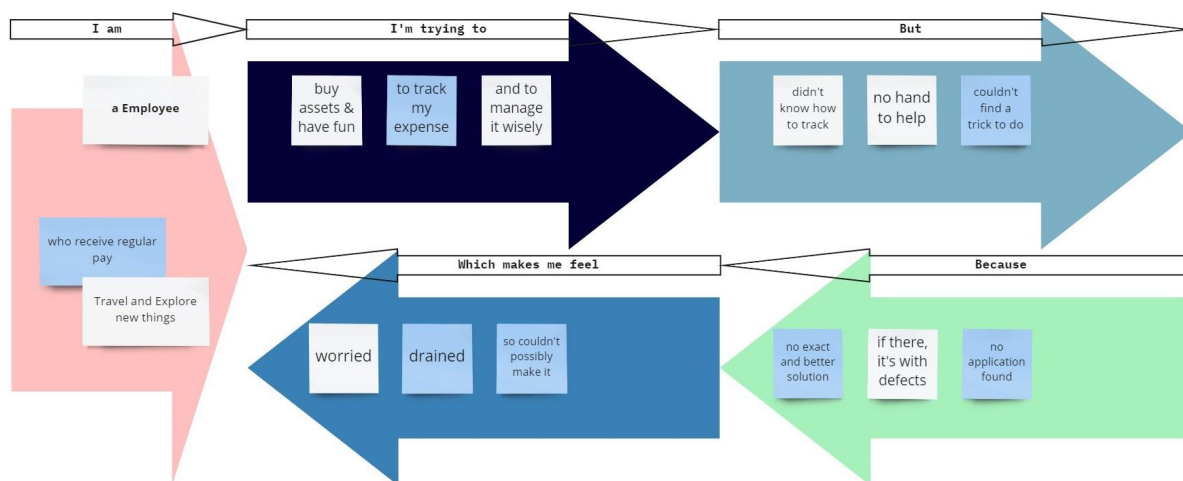 I am
I'm trying to
But
a Employee
who receive regular
pay
Travel and Explore
new things
buy
assets &
have fun
to track
my
expense
and to
manage
it wisely
didn't
know how
to track
no hand
to help
couldn't
find a
trick to do
Because
no exact
and better
solution
if there,
it's with
defects
no
application
found
Which makes me feel
worried
drained
so couldn't
possibly
make it